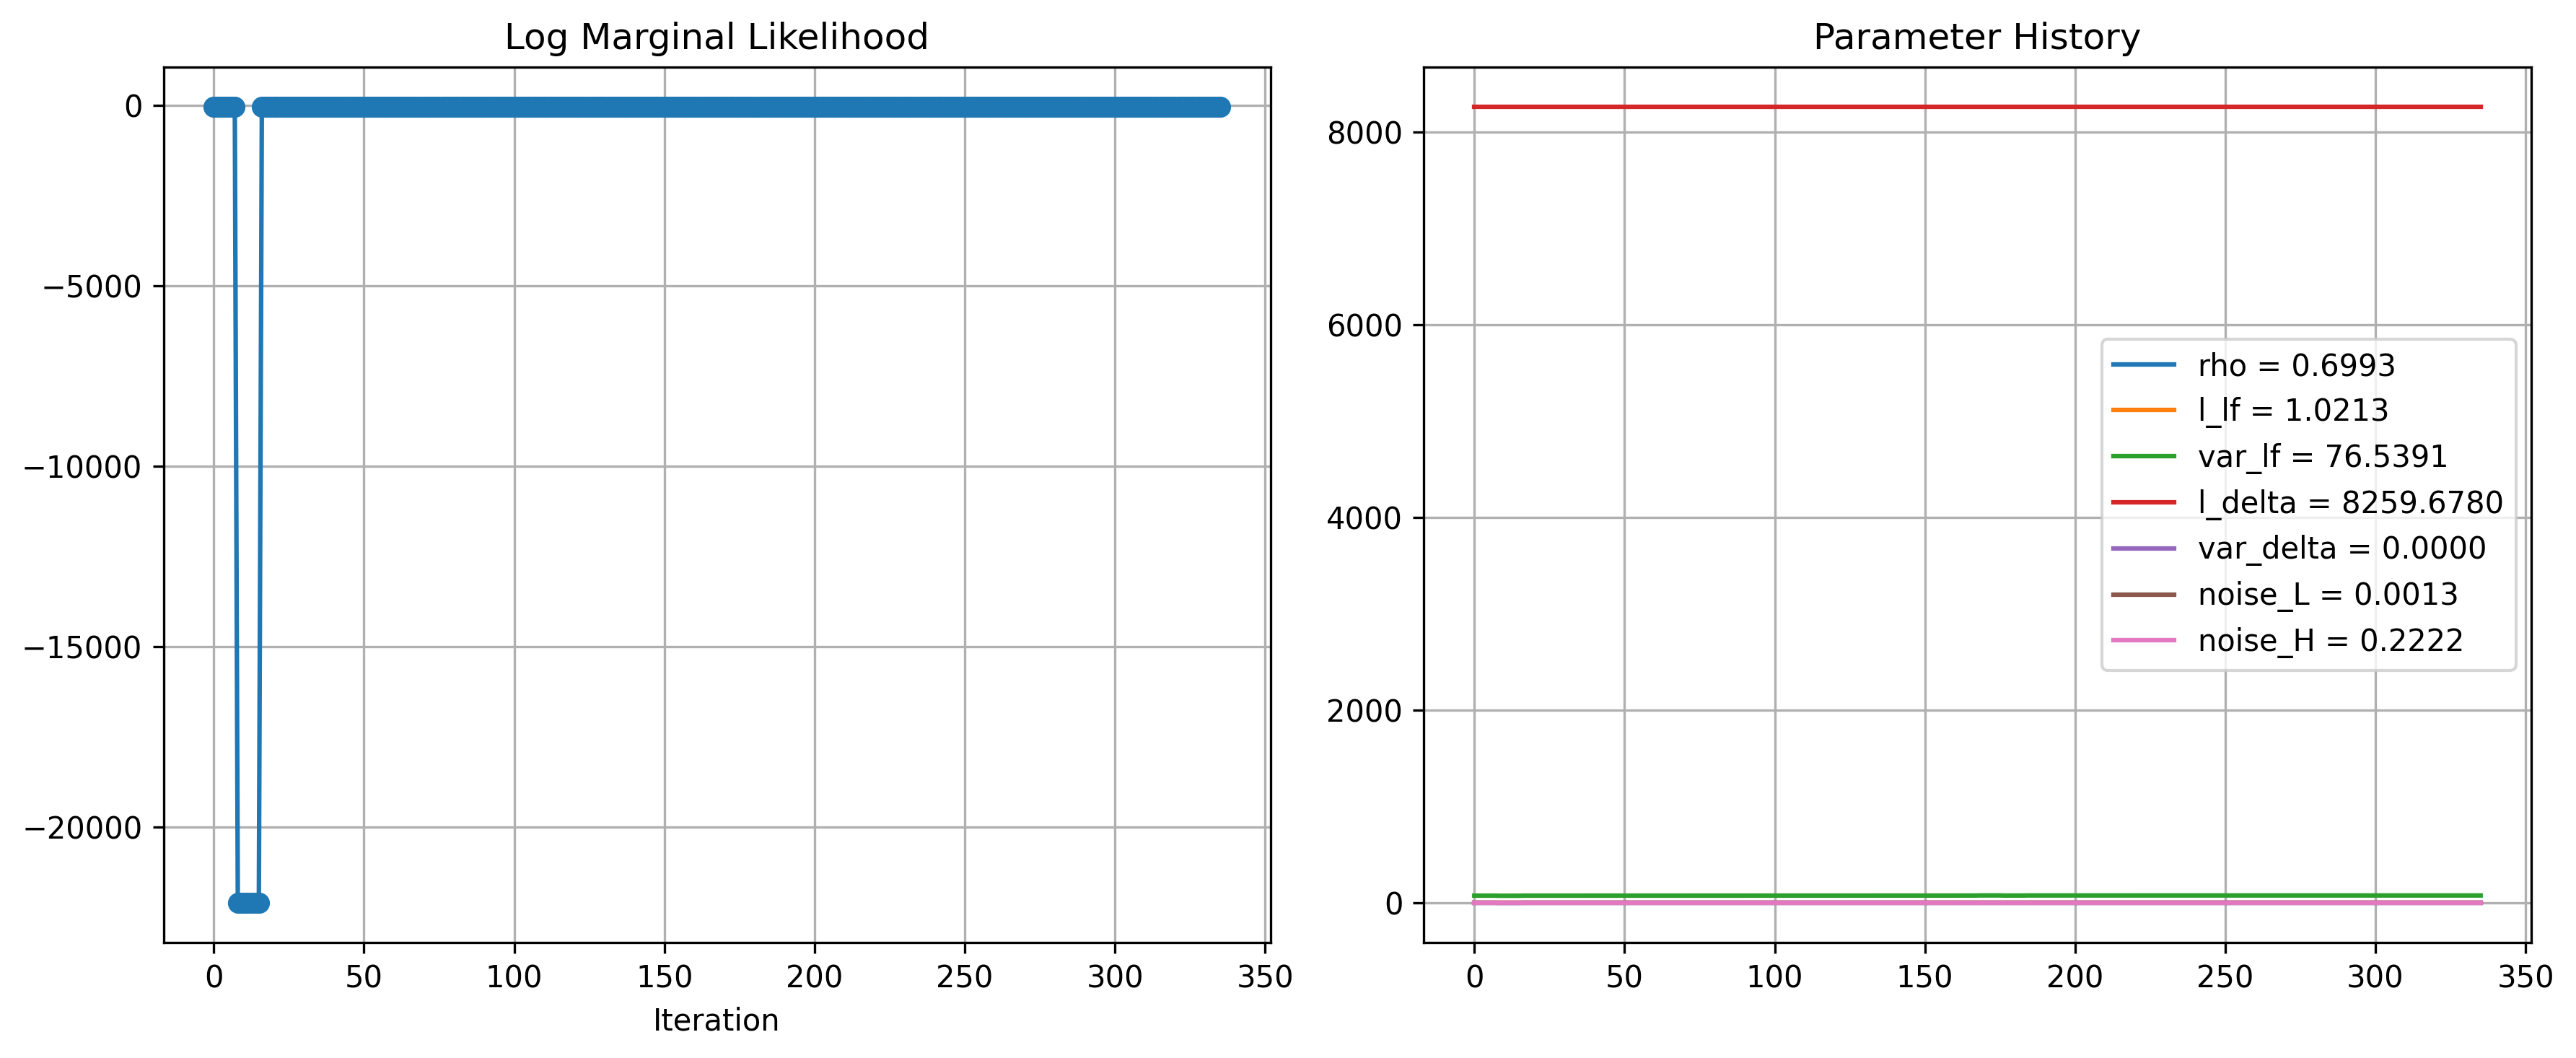 Log Marginal Likelihood
0
−5000
−10000
−15000
−20000
0 50 100 150 200 250 300 350
Iteration
Parameter History
8000
6000
4000
2000
0
rho = 0.6993
l_lf = 1.0213
var_lf = 76.5391
l_delta = 8259.6780
var_delta = 0.0000
noise_L = 0.0013
noise_H = 0.2222
0 50 100 150 200 250 300 350